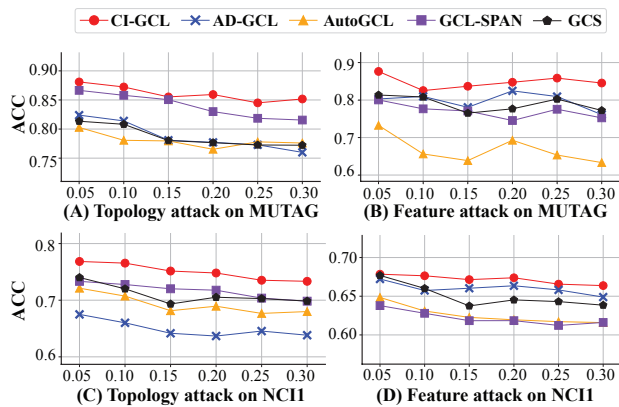 CI-GCL AD-GCL AutoGCL GCL-SPAN GCS
ACC
0.90
0.85
0.80
0.75
0.05 0.10 0.15 0.20 0.25 0.30
(A) Topology attack on MUTAG
0.9
0.8
0.7
0.6
0.05 0.10 0.15 0.20 0.25 0.30
(B) Feature attack on MUTAG
ACC
0.8
0.7
0.6
0.05 0.10 0.15 0.20 0.25 0.30
(C) Topology attack on NCI1
0.70
0.65
0.60
0.05 0.10 0.15 0.20 0.25 0.30
(D) Feature attack on NCI1